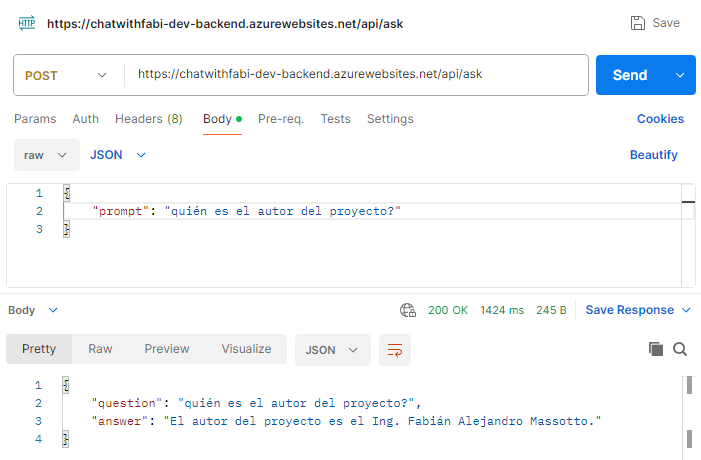 HTTP https://chatwithfabi-dev-backend.azurewebsites.net/api/ask Save
POST https://chatwithfabi-dev-backend.azurewebsites.net/api/ask Send
Params Auth Headers (8) Body Pre-req. Tests Settings Cookies
raw JSON Beautify
1 {
2 "prompt": "quién es el autor del proyecto?"
3 }
Body 200 OK 1424 ms 245 B Save Response
Pretty Raw Preview Visualize JSON
1 {
2 "question": "quién es el autor del proyecto?",
3 "answer": "El autor del proyecto es el Ing. Fabián Alejandro Massotto."
4 }